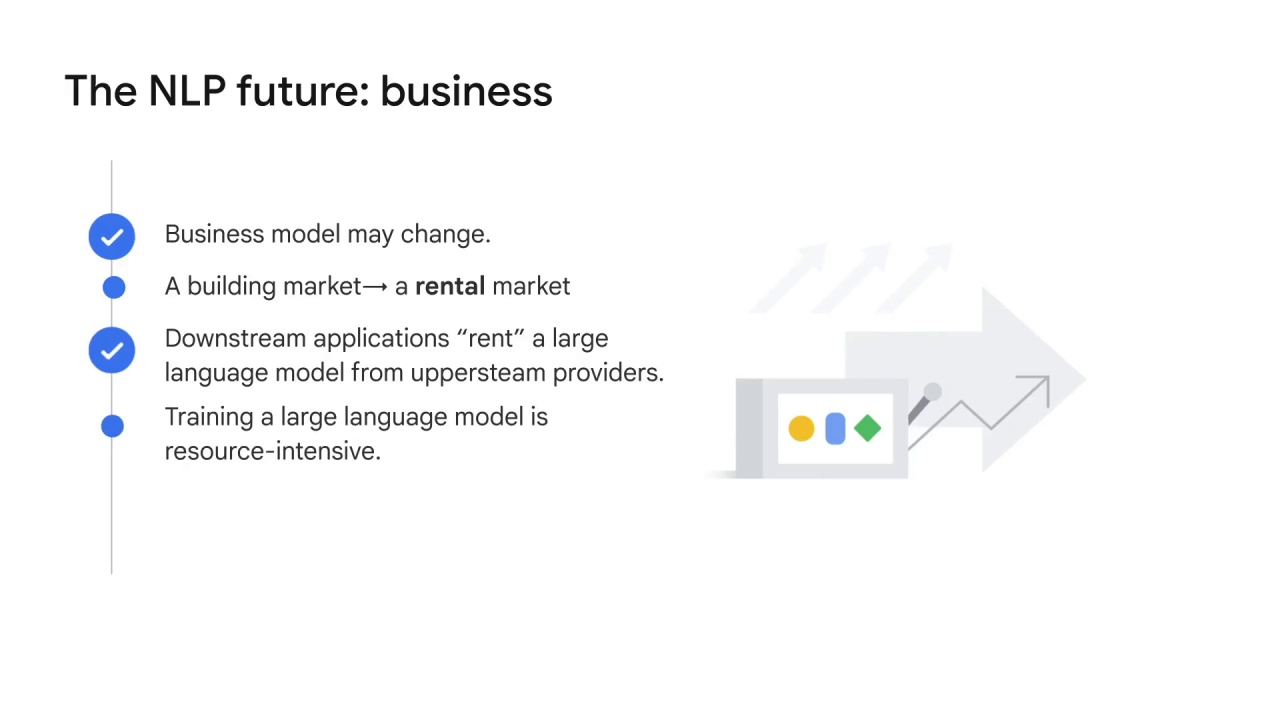 The NLP future: business
Business model may change.
A building market→ a rental market
Downstream applications “rent” a large
language model from uppersteam providers.
Training a large language model is
resource-intensive.